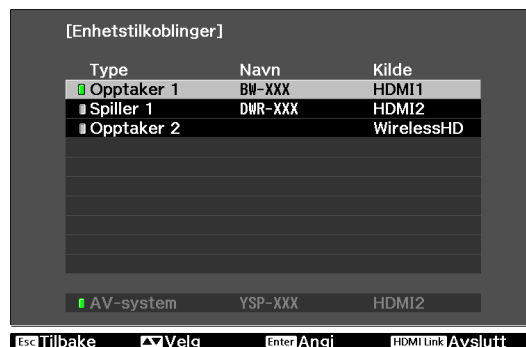 [Enhetstilkoblinger]
Type Navn Kilde
Opptaker 1 BW-XXX HDMI1
Spiller 1 DWR-XXX HDMI2
Opptaker 2 WirelessHD
AV-system YSP-XXX HDMI2
Esc Tilbake Velg Enter Angi HDMI Link Avslutt